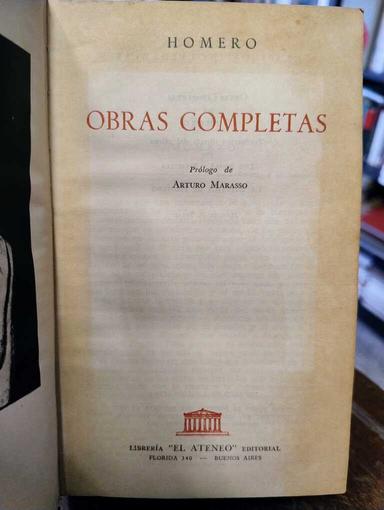 HOMERO
OBRAS COMPLETAS
Prólogo de
ARTURO MARASSO
LIBRERÍA "EL ATENEO" EDITORIAL
FLORIDA 340 — BUENOS AIRES